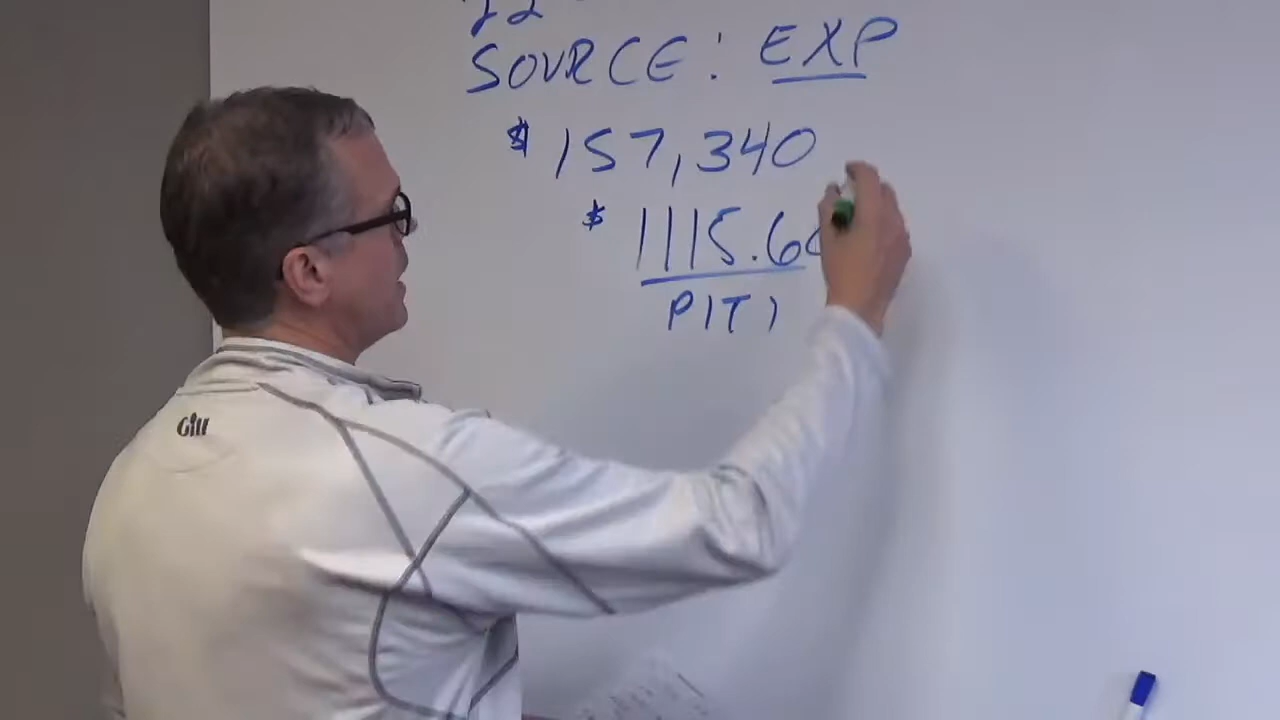 SOURCE: EXP
$ 157,340
$ 1115.6
PITI
Gill